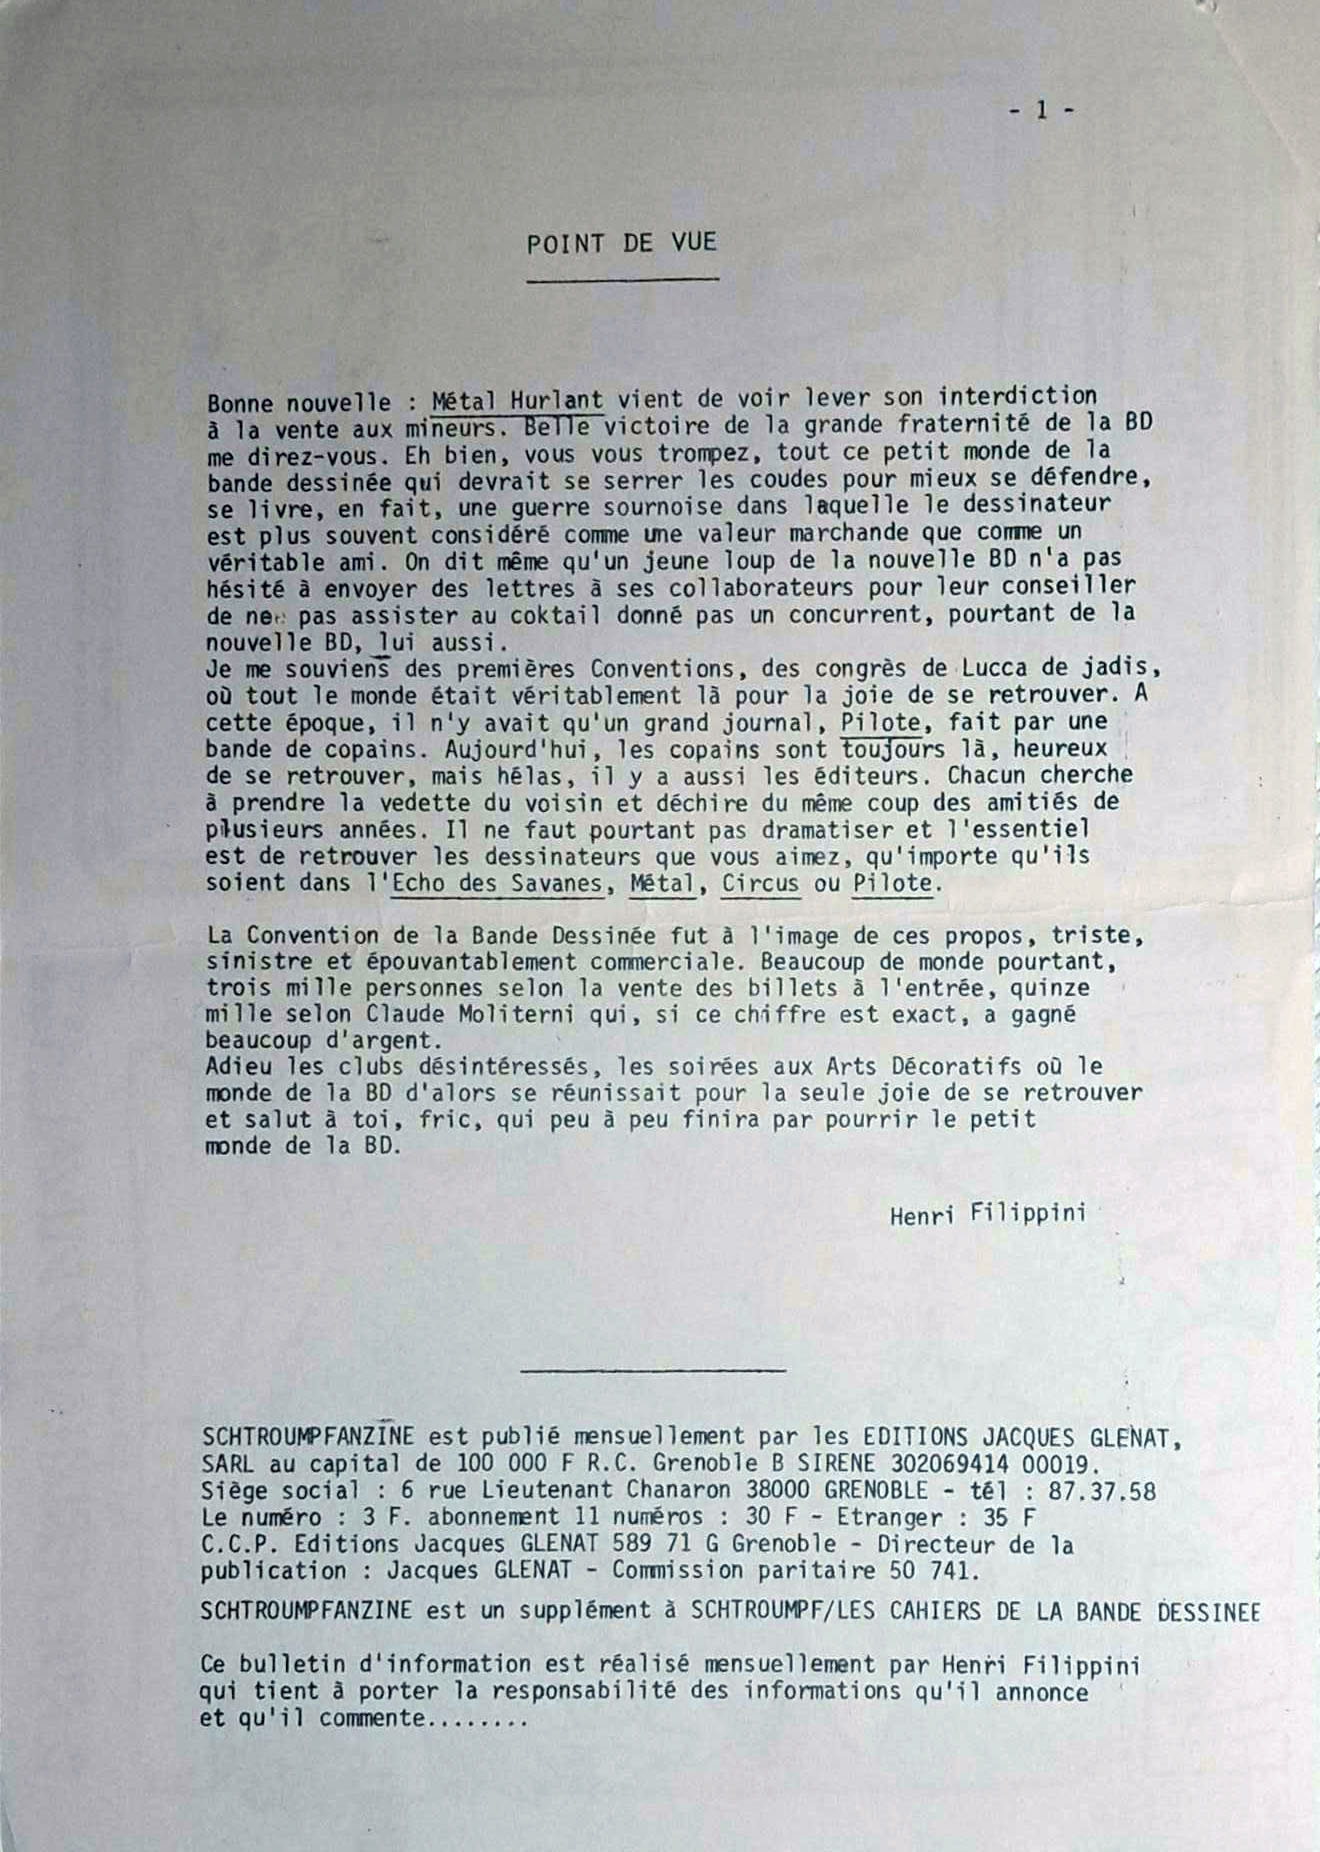 - 1 -
POINT DE VUE
Bonne nouvelle : Métal Hurlant vient de voir lever son interdiction
à la vente aux mineurs. Belle victoire de la grande fraternité de la BD
me direz-vous. Eh bien, vous vous trompez, tout ce petit monde de la
bande dessinée qui devrait se serrer les coudes pour mieux se défendre,
se livre, en fait, une guerre sournoise dans laquelle le dessinateur
est plus souvent considéré comme une valeur marchande que comme un
véritable ami. On dit même qu'un jeune loup de la nouvelle BD n'a pas
hésité à envoyer des lettres à ses collaborateurs pour leur conseiller
de ne pas assister au coktail donné pas un concurrent, pourtant de la
nouvelle BD, lui aussi.
Je me souviens des premières Conventions, des congrès de Lucca de jadis,
où tout le monde était véritablement là pour la joie de se retrouver. A
cette époque, il n'y avait qu'un grand journal, Pilote, fait par une
bande de copains. Aujourd'hui, les copains sont toujours là, heureux
de se retrouver, mais hélas, il y a aussi les éditeurs. Chacun cherche
à prendre la vedette du voisin et déchire du même coup des amitiés de
plusieurs années. Il ne faut pourtant pas dramatiser et l'essentiel
est de retrouver les dessinateurs que vous aimez, qu'importe qu'ils
soient dans l'Echo des Savanes, Métal, Circus ou Pilote.
La Convention de la Bande Dessinée fut à l'image de ces propos, triste,
sinistre et épouvantablement commerciale. Beaucoup de monde pourtant,
trois mille personnes selon la vente des billets à l'entrée, quinze
mille selon Claude Moliterni qui, si ce chiffre est exact, a gagné
beaucoup d'argent.
Adieu les clubs désintéressés, les soirées aux Arts Décoratifs où le
monde de la BD d'alors se réunissait pour la seule joie de se retrouver
et salut à toi, fric, qui peu à peu finira par pourrir le petit
monde de la BD.
Henri Filippini
SCHTROUMPFANZINE est publié mensuellement par les EDITIONS JACQUES GLENAT,
SARL au capital de 100 000 F R.C. Grenoble B SIRENE 302069414 00019.
Siège social : 6 rue Lieutenant Chanaron 38000 GRENOBLE - tél : 87.37.58
Le numéro : 3 F. abonnement 11 numéros : 30 F - Etranger : 35 F
C.C.P. Editions Jacques GLENAT 589 71 G Grenoble - Directeur de la
publication : Jacques GLENAT - Commission paritaire 50 741.
SCHTROUMPFANZINE est un supplément à SCHTROUMPF/LES CAHIERS DE LA BANDE DESSINEE
Ce bulletin d'information est réalisé mensuellement par Henri Filippini
qui tient à porter la responsabilité des informations qu'il annonce
et qu'il commente........